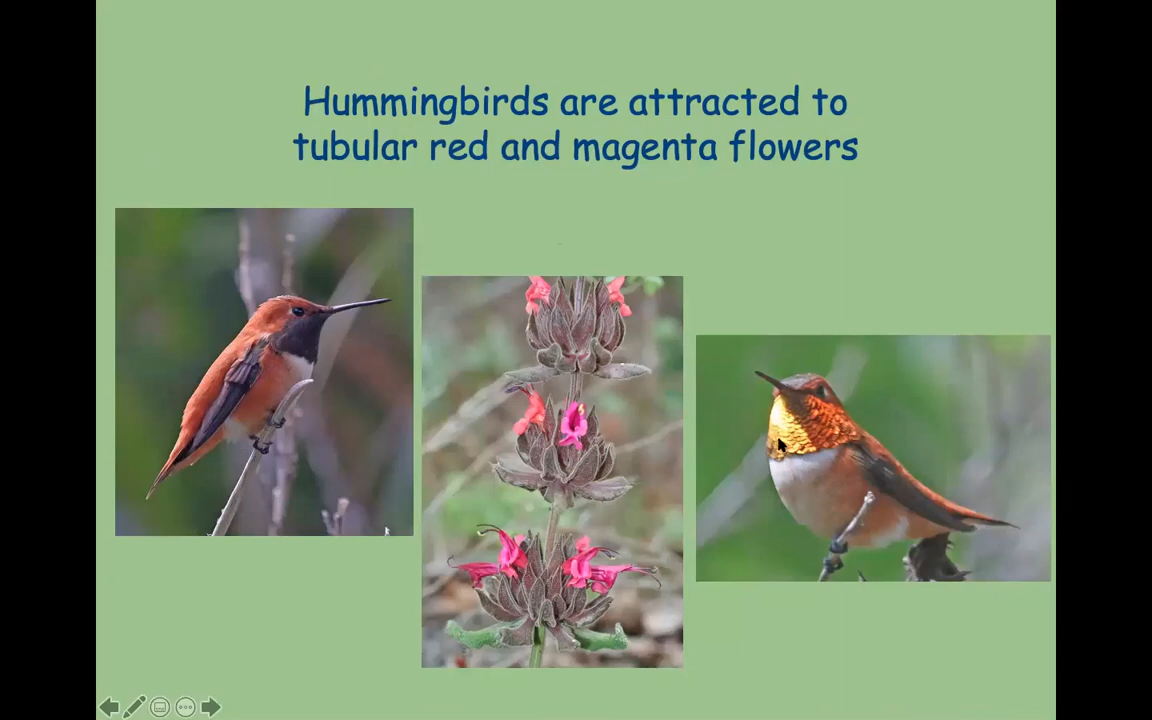 Hummingbirds are attracted to
tubular red and magenta flowers